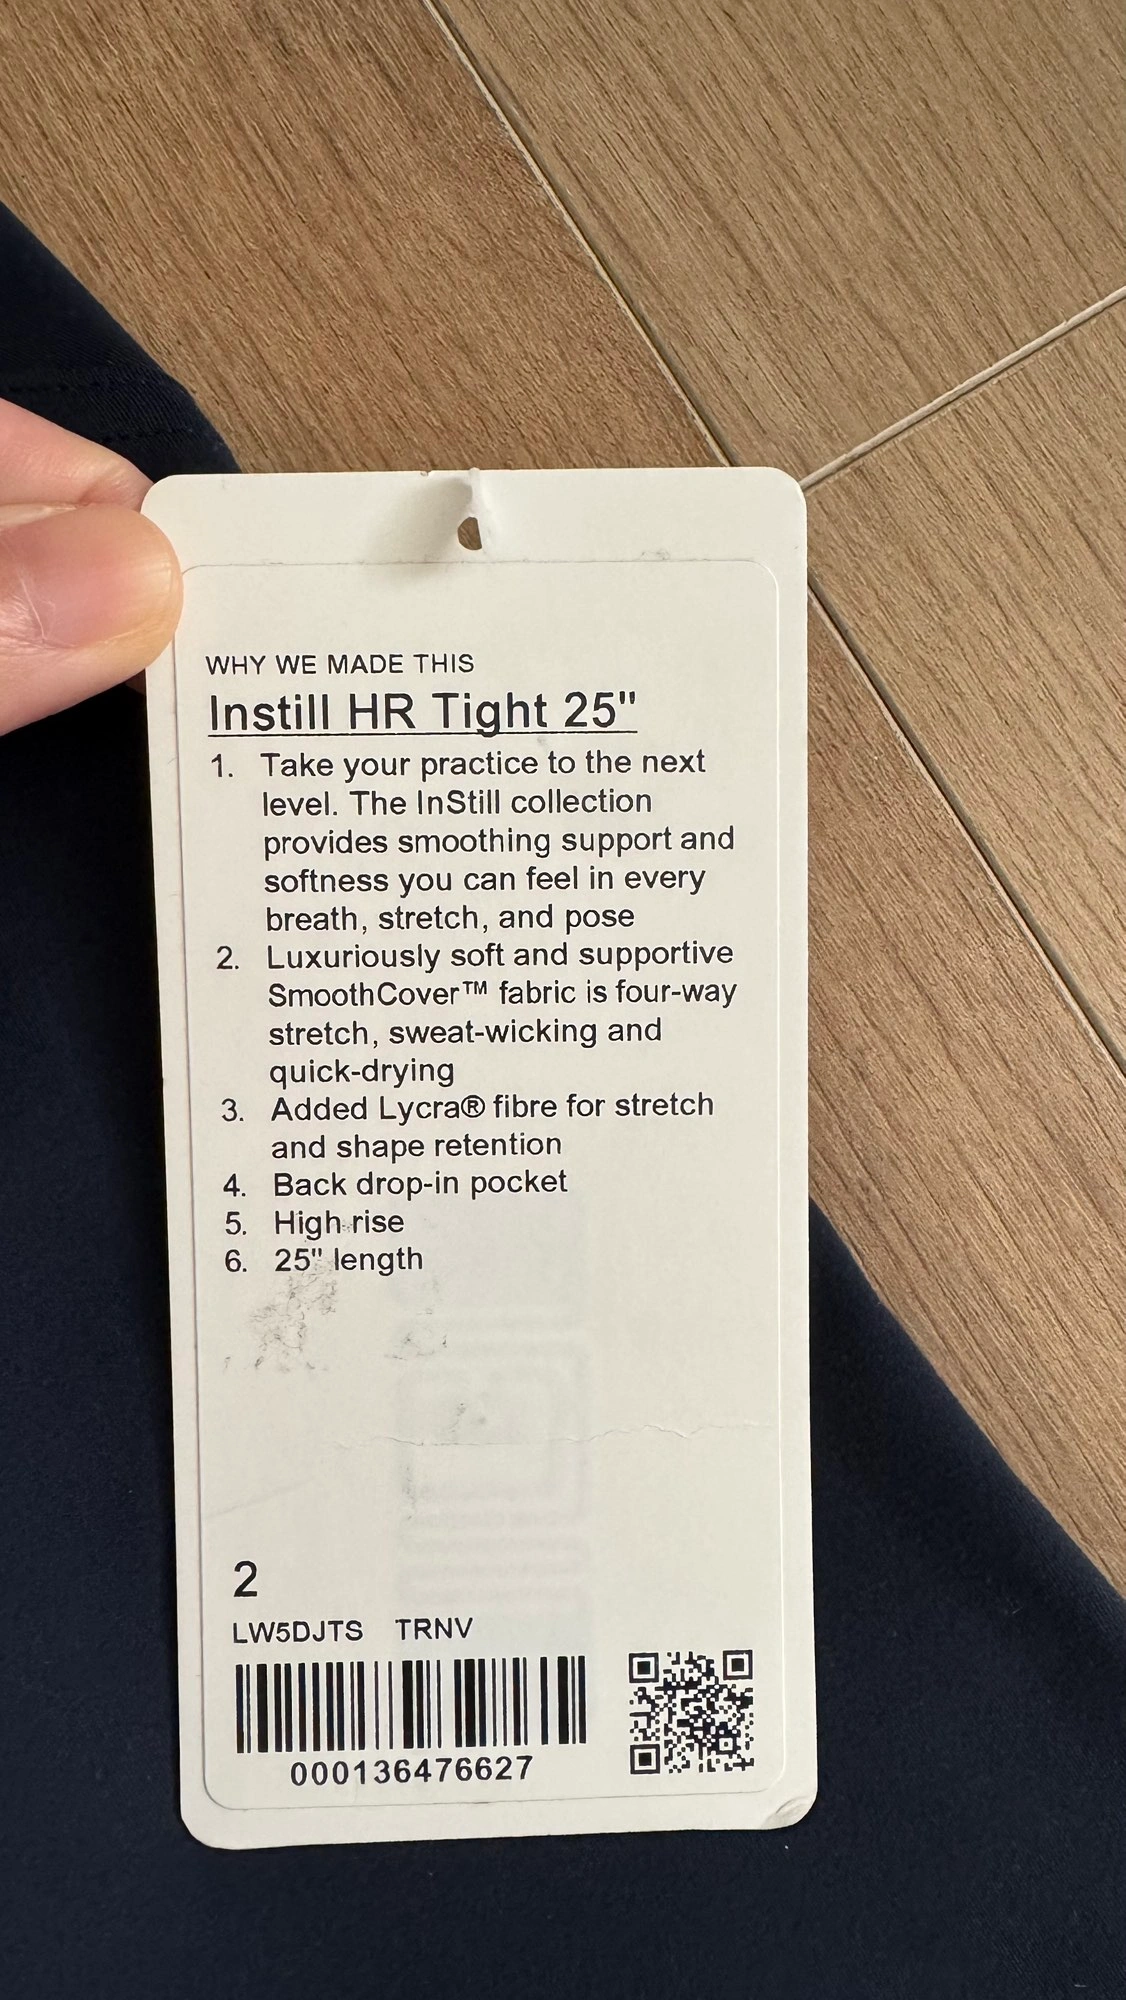 WHY WE MADE THIS
Instill HR Tight 25"
1. Take your practice to the next
level. The InStill collection
provides smoothing support and
softness you can feel in every
breath, stretch, and pose
2. Luxuriously soft and supportive
SmoothCover™ fabric is four-way
stretch, sweat-wicking and
quick-drying
3. Added Lycra® fibre for stretch
and shape retention
4. Back drop-in pocket
5. High rise
6. 25" length
2
LW5DJTS TRNV
000136476627